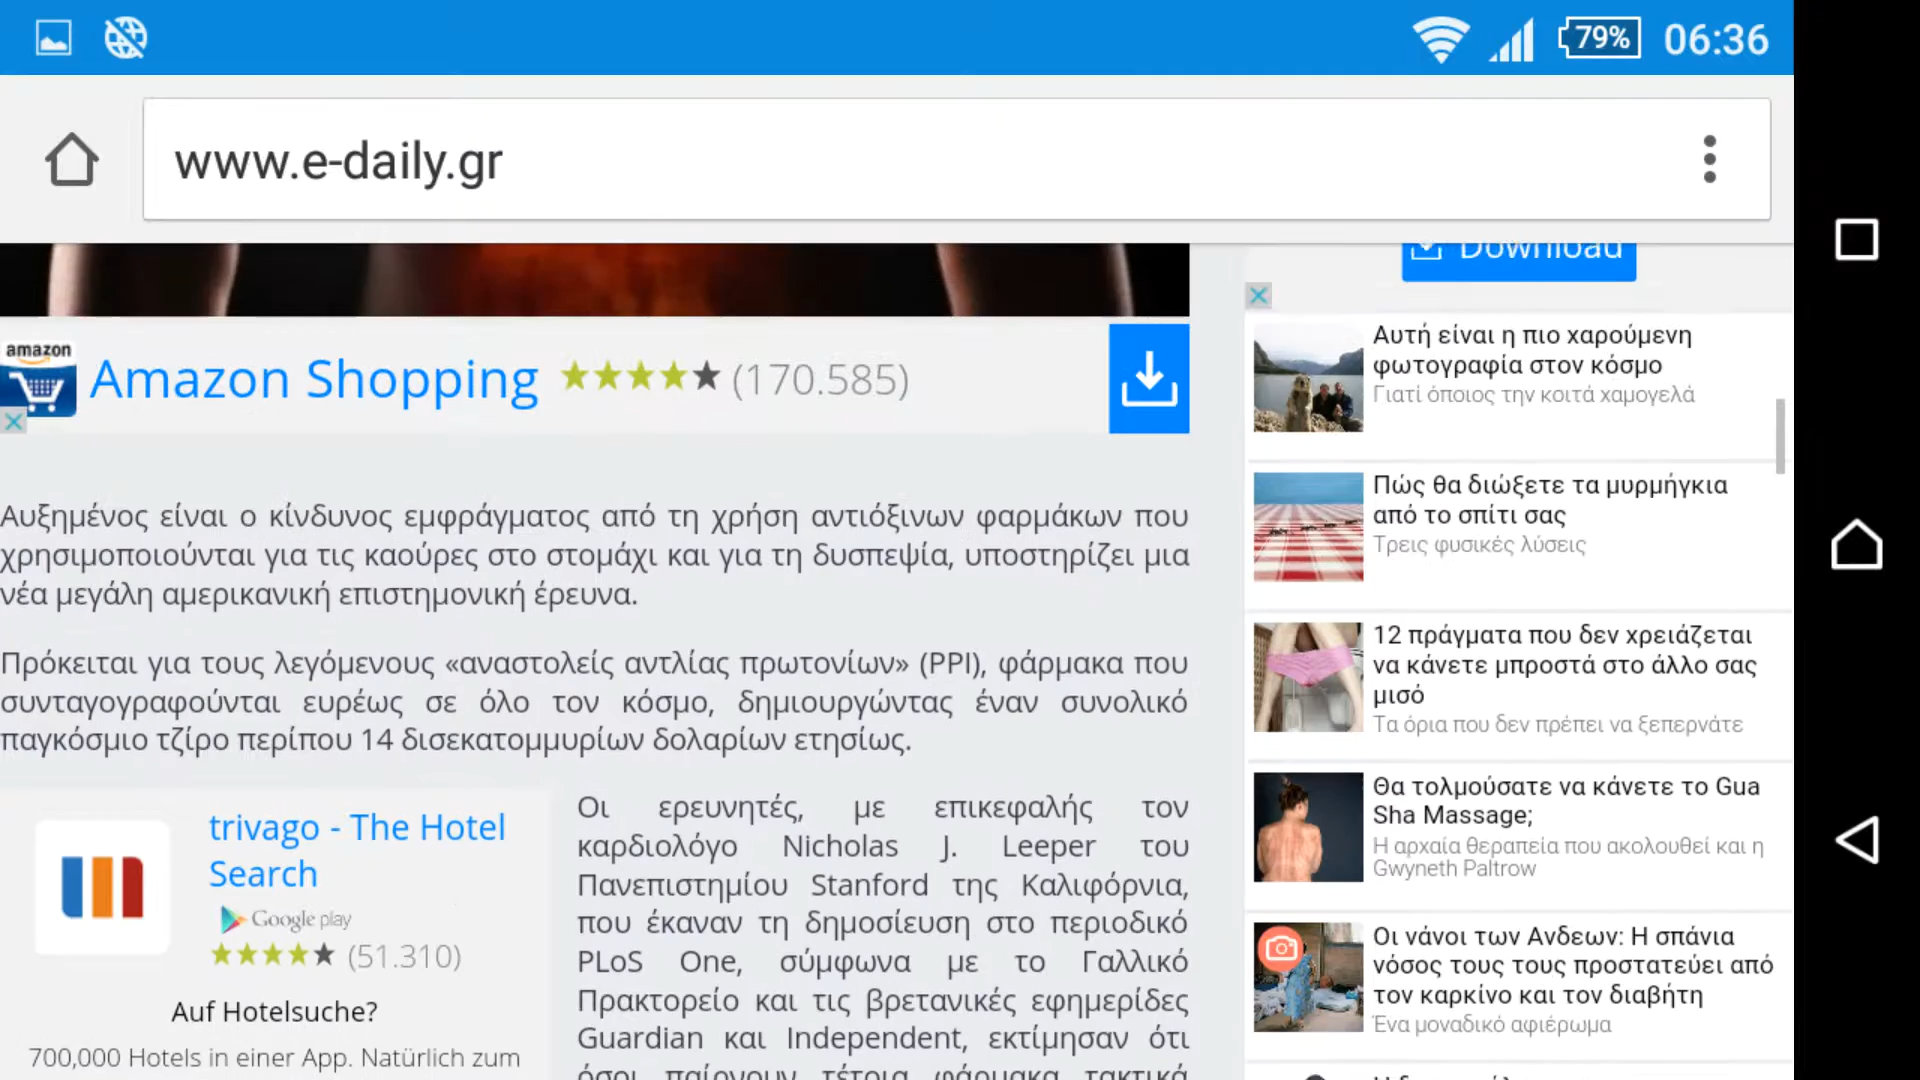 79% 06:36
www.e-daily.gr
Download
amazon
Amazon Shopping (170.585)
Αυξημένος είναι ο κίνδυνος εμφράγματος από τη χρήση αντιόξινων φαρμάκων που
χρησιμοποιούνται για τις καούρες στο στομάχι και για τη δυσπεψία, υποστηρίζει μια
νέα μεγάλη αμερικανική επιστημονική έρευνα.
Πρόκειται για τους λεγόμενους «αναστολείς αντλίας πρωτονίων» (PPI), φάρμακα που
συνταγογραφούνται ευρέως σε όλο τον κόσμο, δημιουργώντας έναν συνολικό
παγκόσμιο τζίρο περίπου 14 δισεκατομμυρίων δολαρίων ετησίως.
trivago - The Hotel
Search
Google play
(51.310)
Auf Hotelsuche?
700,000 Hotels in einer App. Natürlich zum
Οι ερευνητές, με επικεφαλής τον
καρδιολόγο Nicholas J. Leeper του
Πανεπιστημίου Stanford της Καλιφόρνια,
που έκαναν τη δημοσίευση στο περιοδικό
PLoS One, σύμφωνα με το Γαλλικό
Πρακτορείο και τις βρετανικές εφημερίδες
Guardian και Independent, εκτίμησαν ότι
όσοι παίρνουν τέτοια φάρμακα τακτικά
Αυτή είναι η πιο χαρούμενη
φωτογραφία στον κόσμο
Γιατί όποιος την κοιτά χαμογελά
Πώς θα διώξετε τα μυρμήγκια
από το σπίτι σας
Τρεις φυσικές λύσεις
12 πράγματα που δεν χρειάζεται
να κάνετε μπροστά στο άλλο σας
μισό
Τα όρια που δεν πρέπει να ξεπερνάτε
Θα τολμούσατε να κάνετε το Gua
Sha Massage;
Η αρχαία θεραπεία που ακολουθεί και η
Gwyneth Paltrow
Οι νάνοι των Ανδεων: Η σπάνια
νόσος τους τους προστατεύει από
τον καρκίνο και τον διαβήτη
Ένα μοναδικό αφιέρωμα